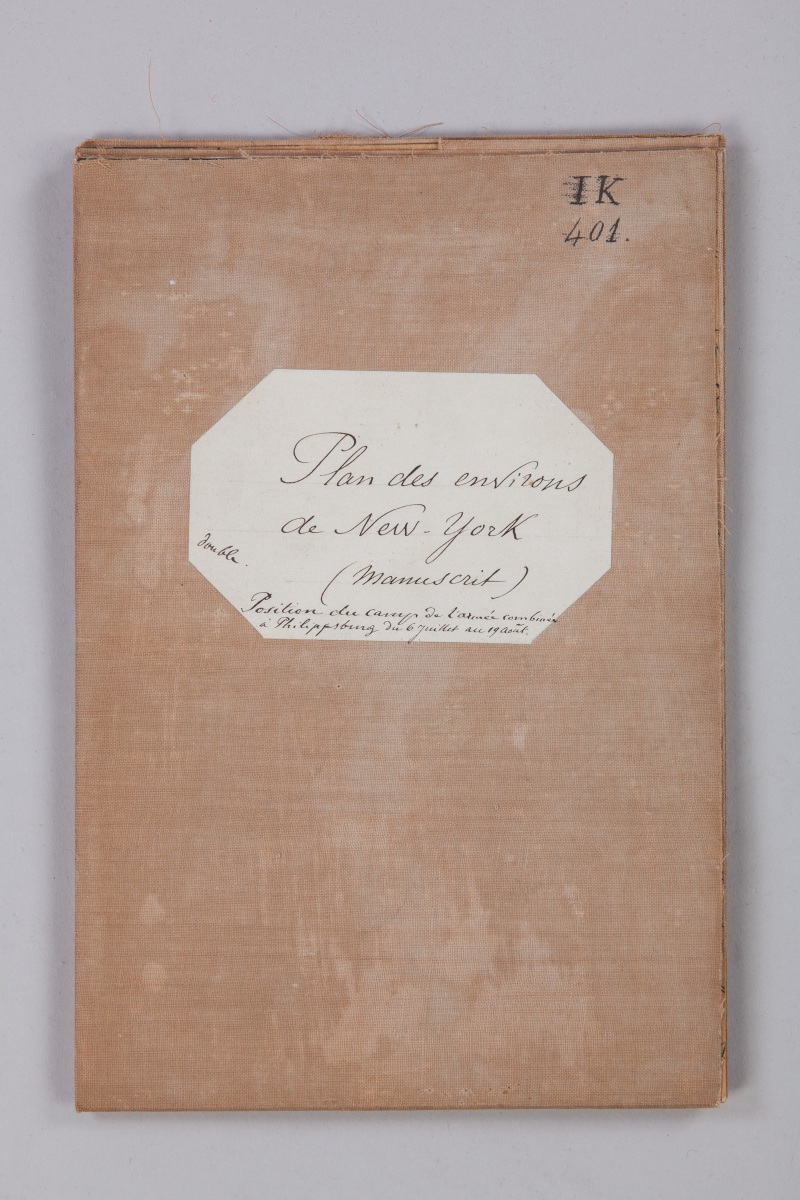 IK
401.
Plan des environs
de New-York
(Manuscrit)
double.
Position du camp de l'armée combinée
à Philippsburg du 6 juillet au 19 août.